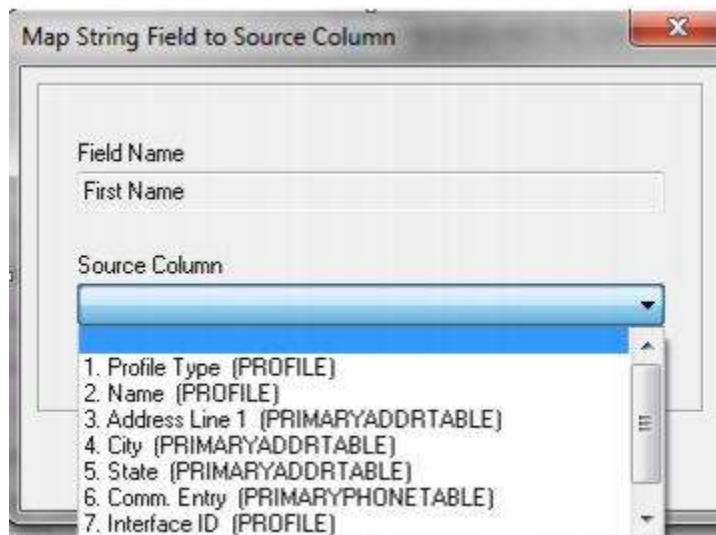 Map String Field to Source Column
Field Name
First Name
Source Column
1. Profile Type (PROFILE)
2. Name (PROFILE)
3. Address Line 1 (PRIMARYADDRTABLE)
4. City (PRIMARYADDRTABLE)
5. State (PRIMARYADDRTABLE)
6. Comm. Entry (PRIMARYPHONETABLE)
7. Interface ID (PROFILE)